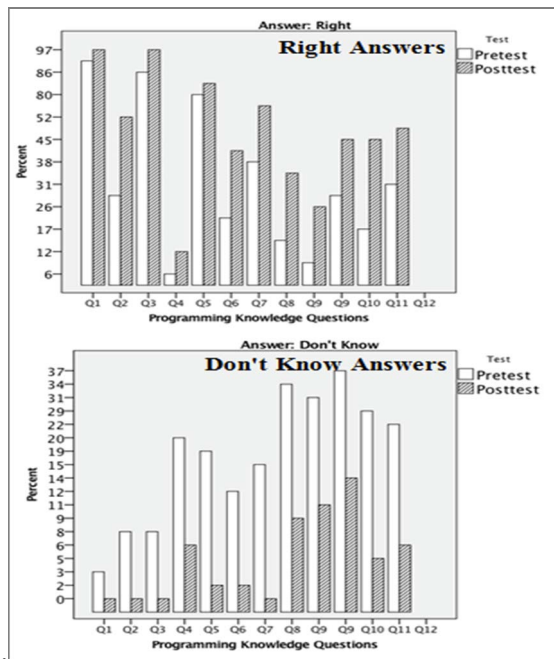 Answer: Right
Right Answers
Test
Pretest
Posttest
Percent
97
86
80
52
45
38
31
26
17
12
6
Q1 Q2 Q3 Q4 Q5 Q6 Q7 Q8 Q9 Q9 Q10 Q11 Q12
Programming Knowledge Questions
Answer: Don't Know
Don't Know Answers
Test
Pretest
Posttest
Percent
37
34
31
29
22
20
19
15
14
12
11
9
8
6
5
3
2
0
Q1 Q2 Q3 Q4 Q5 Q6 Q7 Q8 Q9 Q9 Q10 Q11 Q12
Programming Knowledge Questions